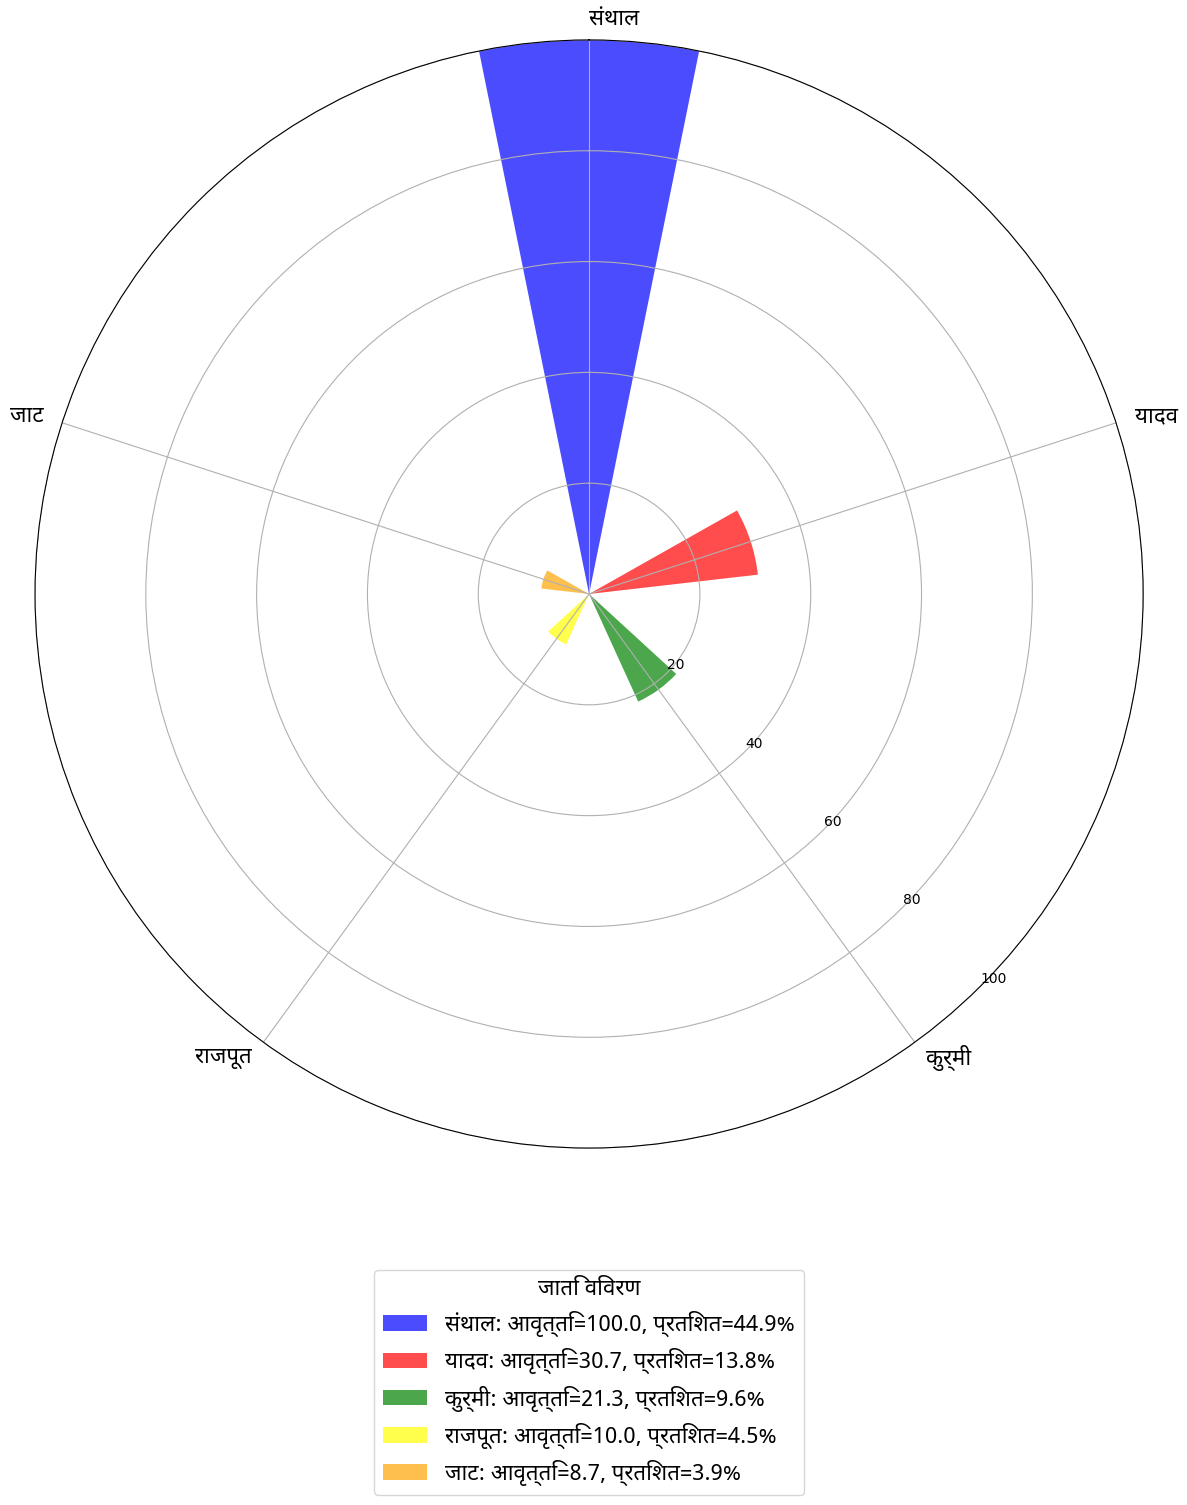 संथाल
जाट
यादव
20
40
60
80
100
राजपूत
कुर्मी
जाति विवरण
संथाल: आवृत्ति=100.0, प्रतिशत=44.9%
यादव: आवृत्ति=30.7, प्रतिशत=13.8%
कुर्मी: आवृत्ति=21.3, प्रतिशत=9.6%
राजपूत: आवृत्ति=10.0, प्रतिशत=4.5%
जाट: आवृत्ति=8.7, प्रतिशत=3.9%